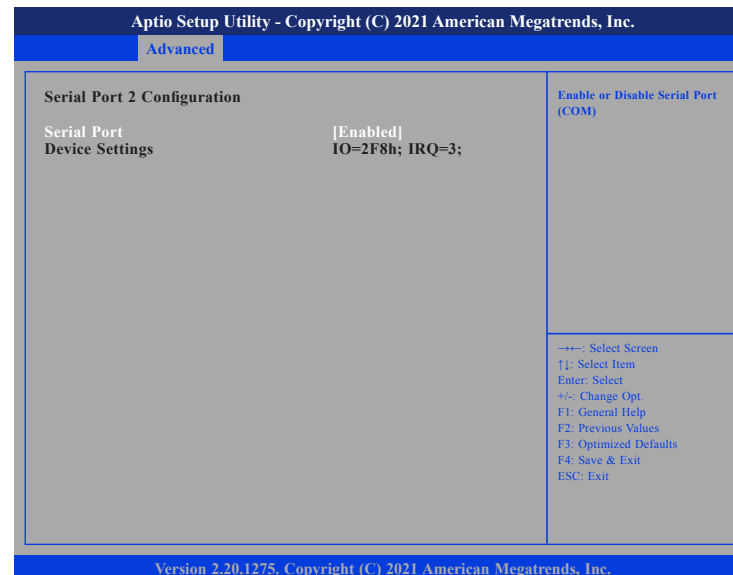 Aptio Setup Utility - Copyright (C) 2021 American Megatrends, Inc.
Advanced
Serial Port 2 Configuration
Serial Port [Enabled]
Device Settings IO=2F8h; IRQ=3;
Enable or Disable Serial Port
(COM)
→←: Select Screen
↑↓: Select Item
Enter: Select
+/-: Change Opt.
F1: General Help
F2: Previous Values
F3: Optimized Defaults
F4: Save & Exit
ESC: Exit
Version 2.20.1275. Copyright (C) 2021 American Megatrends, Inc.